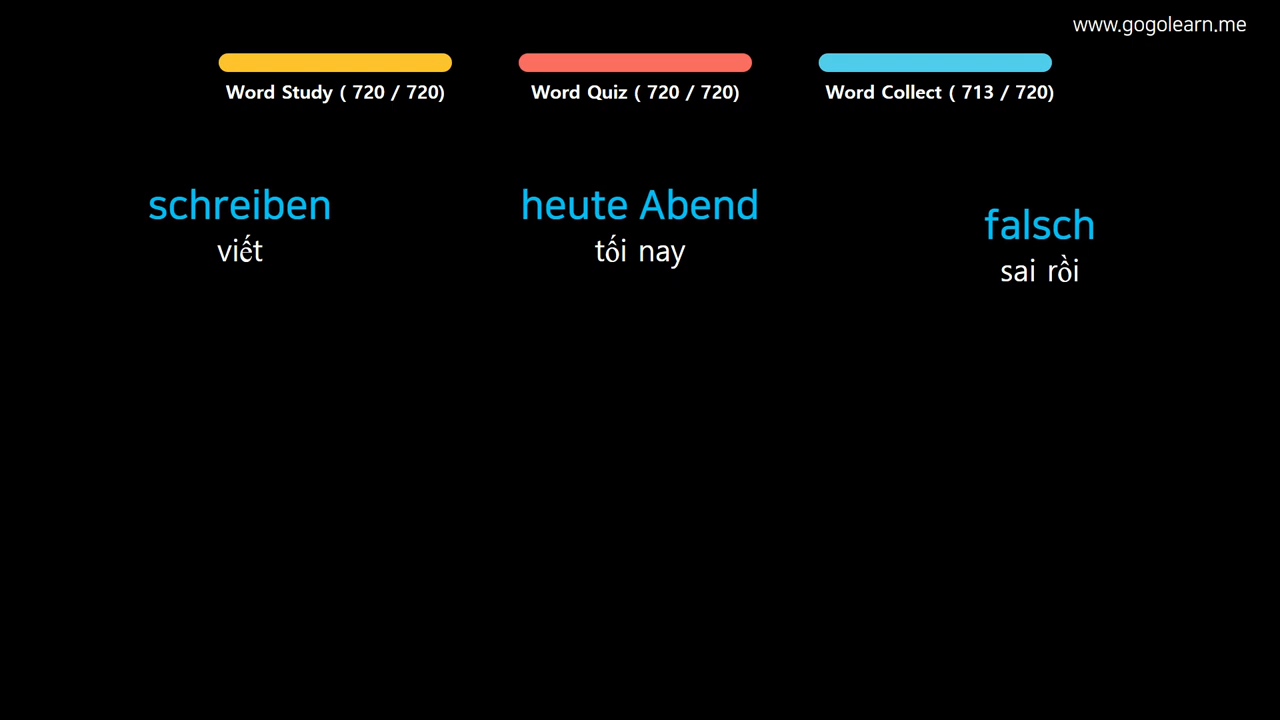 www.gogolearn.me
Word Study ( 720 / 720)
Word Quiz ( 720 / 720)
Word Collect ( 713 / 720)
schreiben
viết
heute Abend
tối nay
falsch
sai rồi